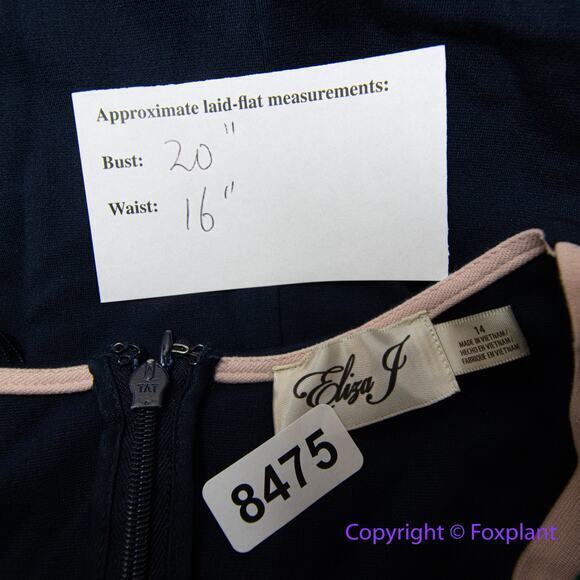 Approximate laid-flat measurements:
Bust: 20"
Waist: 16"
14
MADE IN VIETNAM/
HECHO EN VIETNAM/
FABRIQUE EN VIETNAM
Eliza J
TAT
8475
Copyright © Foxplant